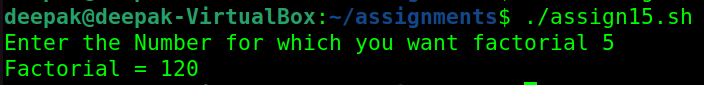 deepak@deepak-VirtualBox:~/assignments$ ./assign15.sh
Enter the Number for which you want factorial 5
Factorial = 120